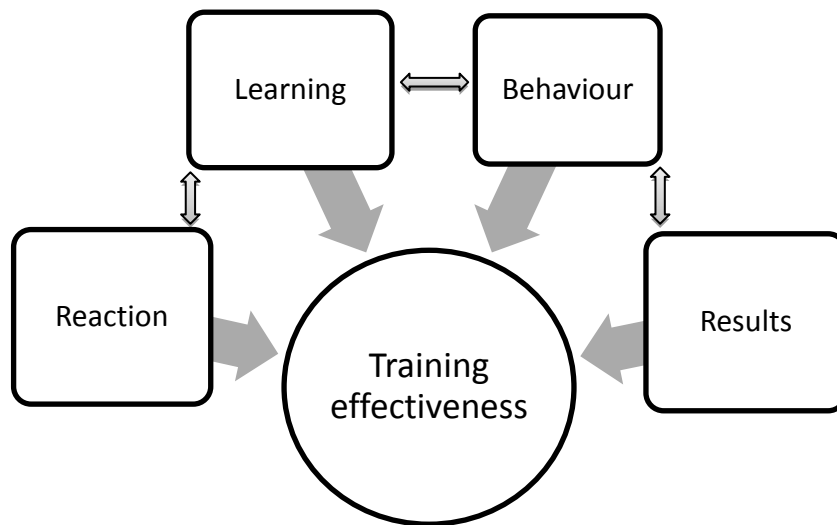 Learning
Behaviour
Reaction
Results
Training
effectiveness